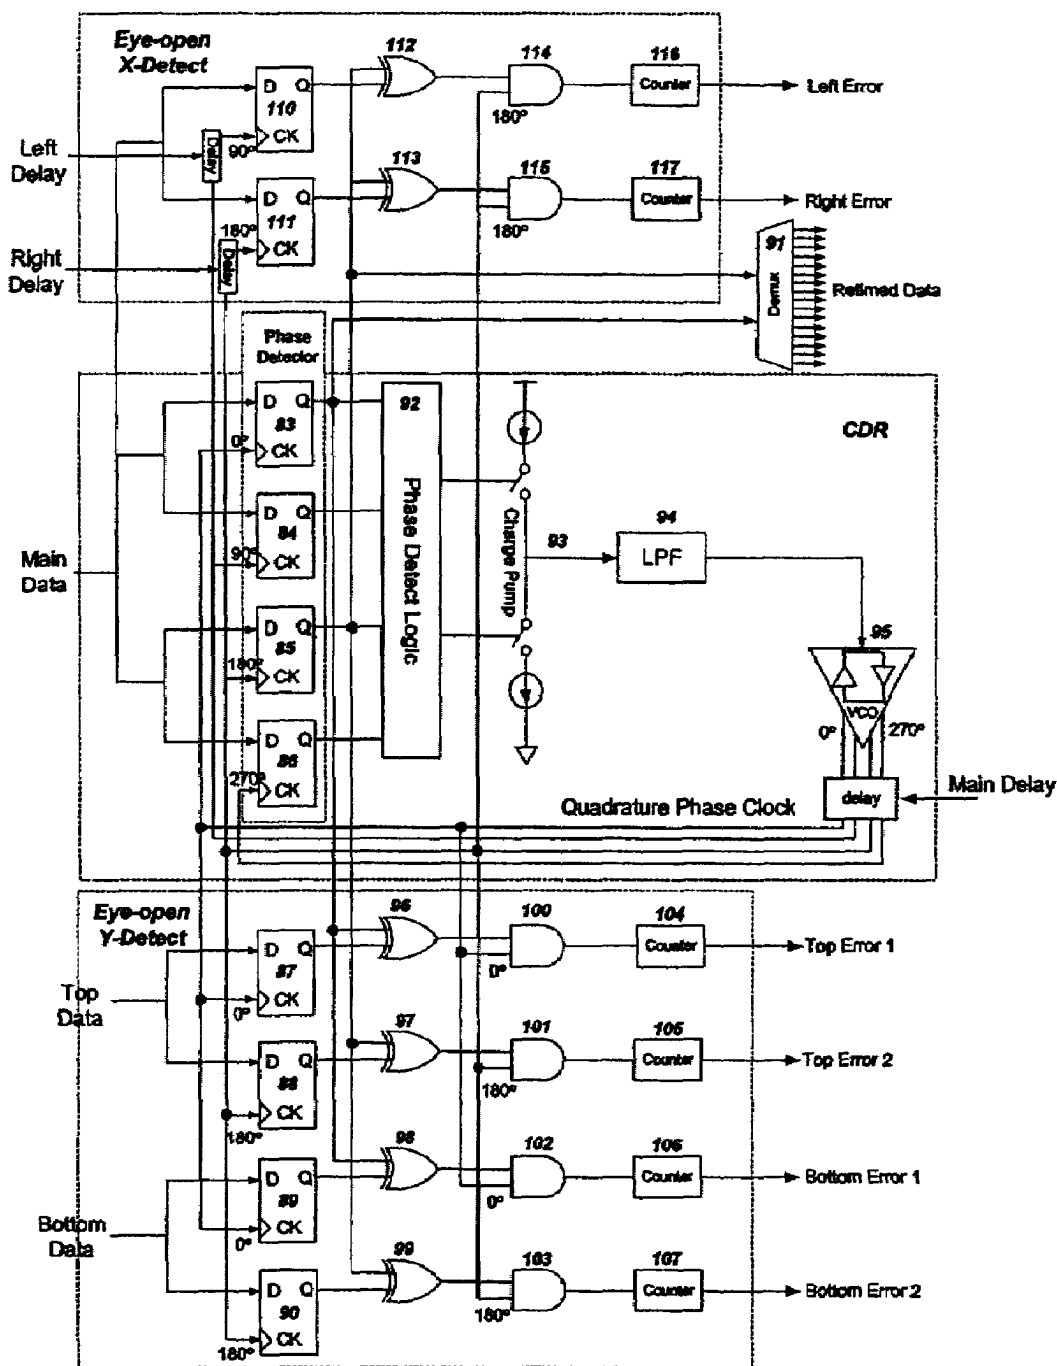 Eye-open
X-Detect
112
114
116
D Q
110
CK
90°
180°
Counter
Left Error
Left
Delay
Delay
113
115
117
D Q
111
CK
180°
180°
Counter
Right Error
Right
Delay
Delay
91
Demux
Retimed Data
Phase
Detector
D Q
83
CK
0°
92
Phase Detect Logic
CDR
D Q
84
CK
90°
Charge Pump
93
94
LPF
Main
Data
D Q
85
CK
180°
95
VCO
0°
270°
D Q
86
CK
270°
delay
Main Delay
Quadrature Phase Clock
Eye-open
Y-Detect
96
100
104
D Q
87
CK
0°
0°
Counter
Top Error 1
Top
Data
97
101
105
D Q
88
CK
180°
180°
Counter
Top Error 2
98
102
106
D Q
89
CK
0°
0°
Counter
Bottom Error 1
Bottom
Data
99
103
107
D Q
90
CK
180°
180°
Counter
Bottom Error 2